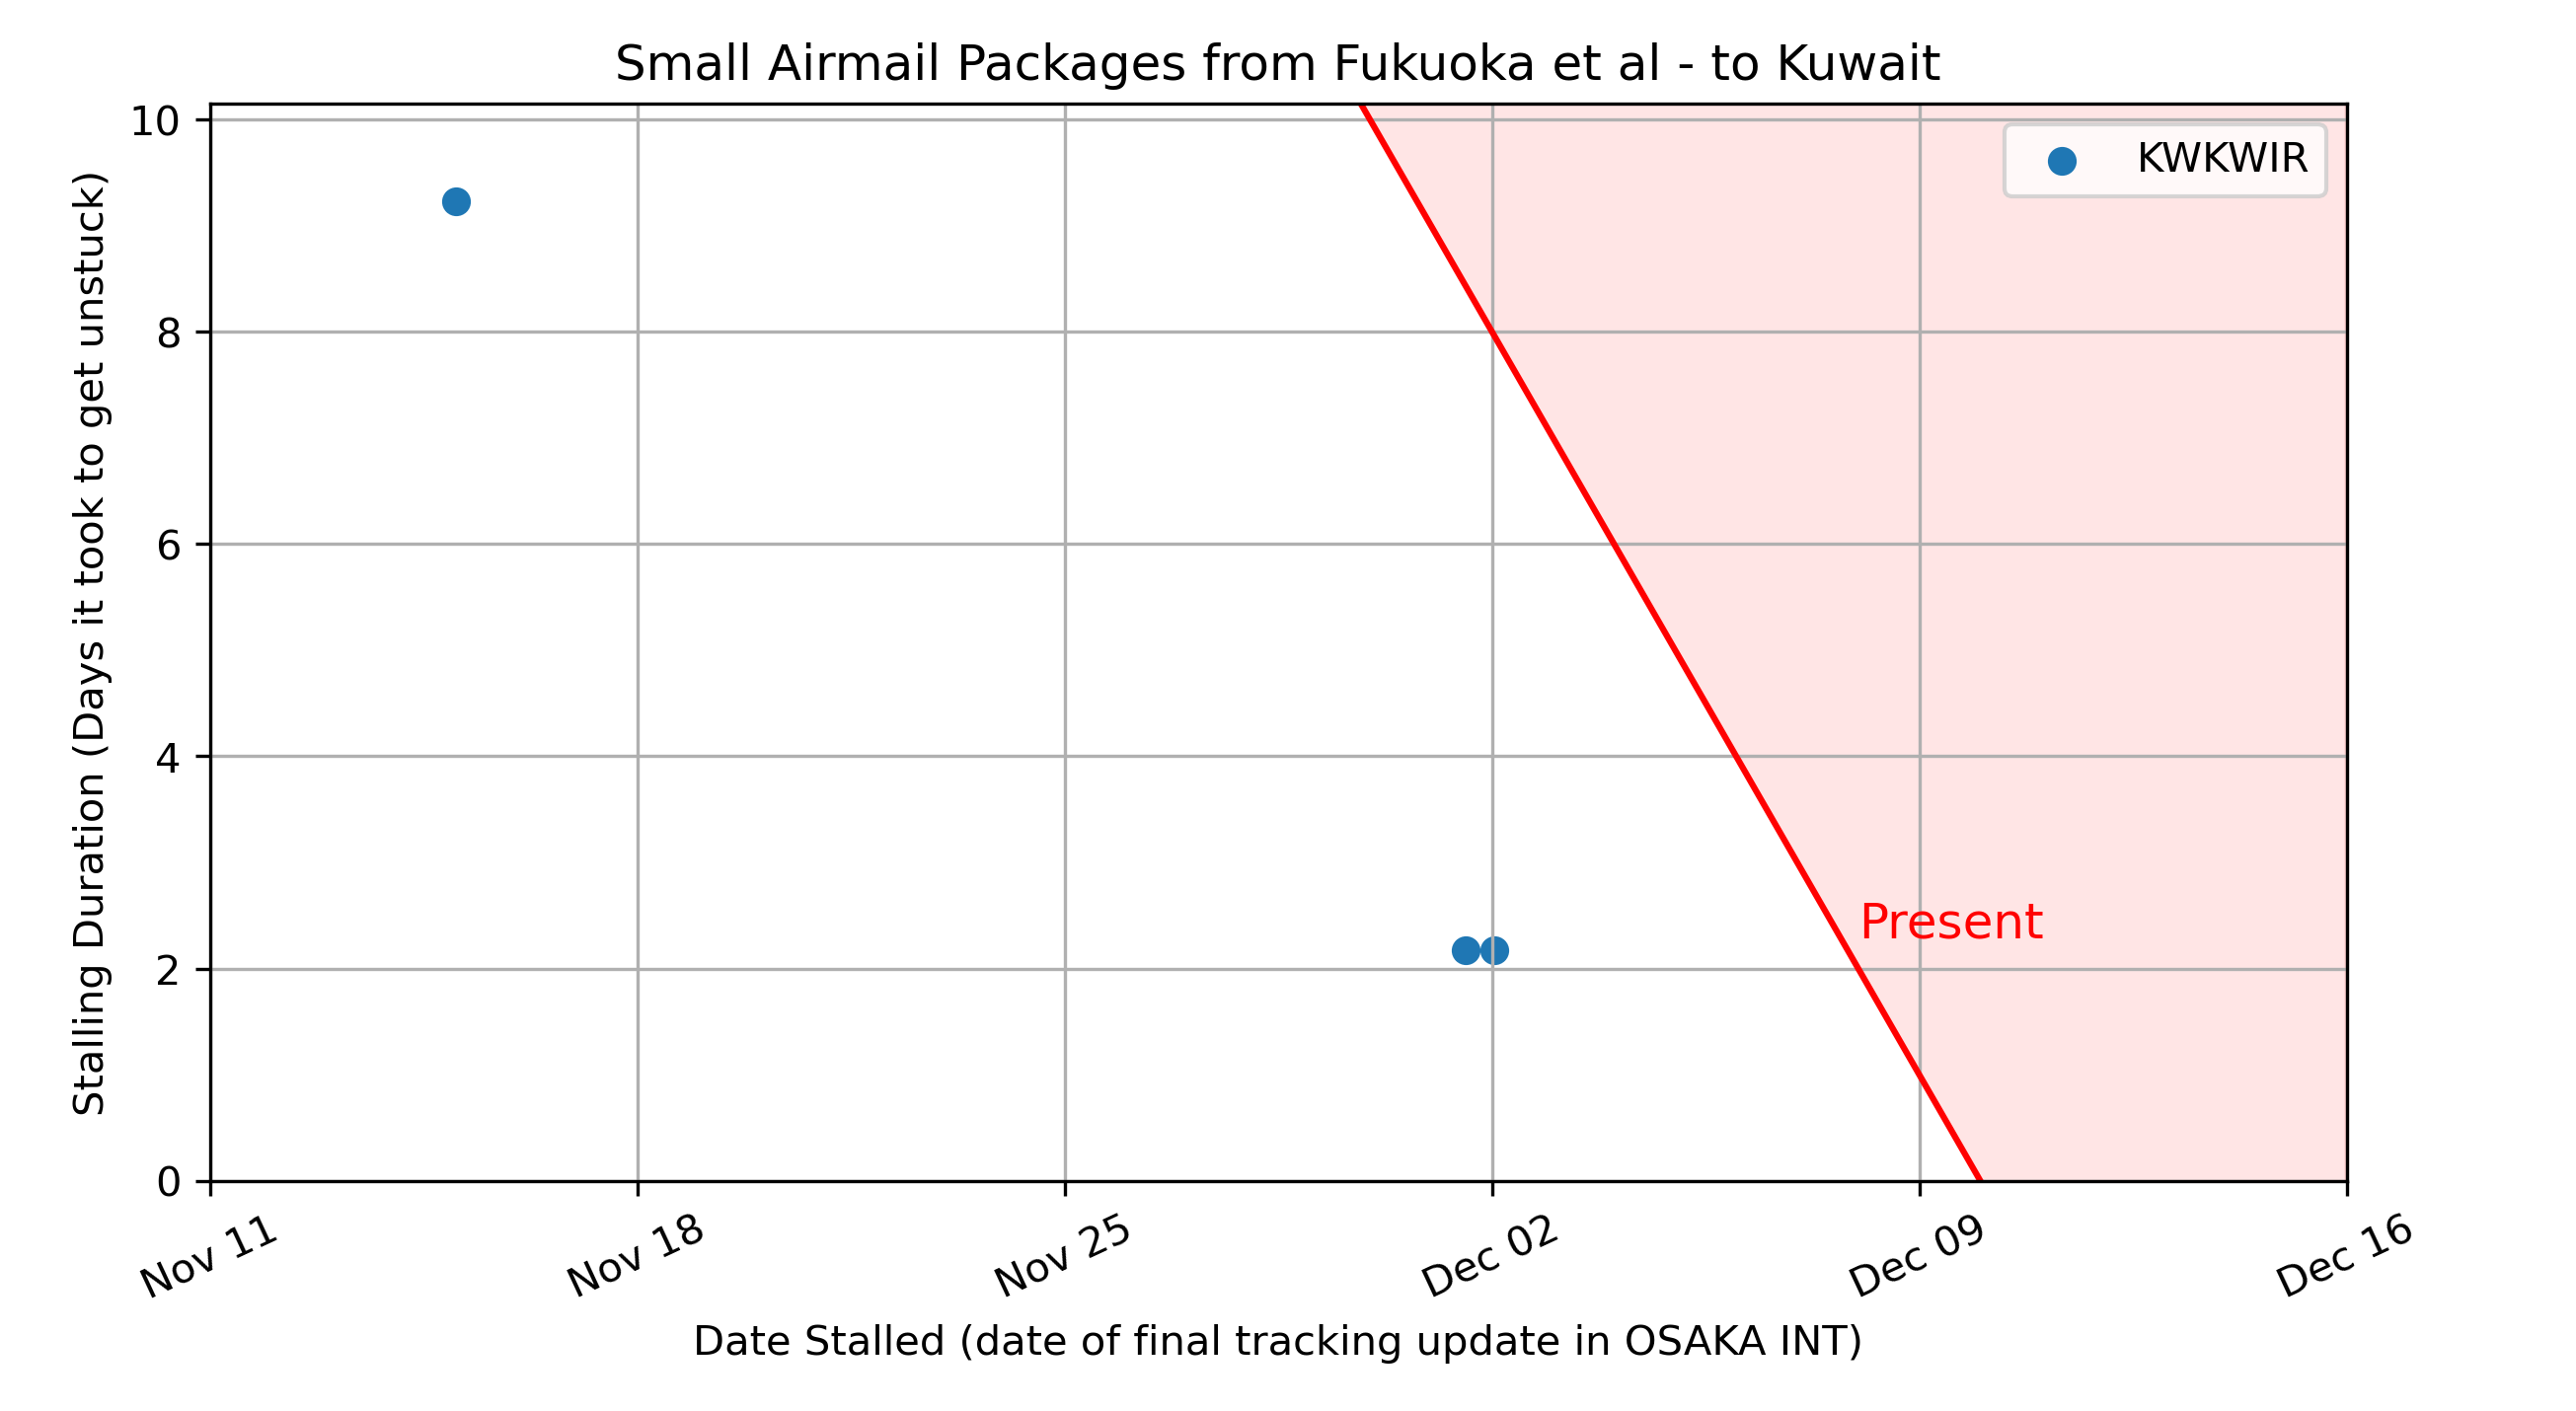 Small Airmail Packages from Fukuoka et al - to Kuwait
Stalling Duration (Days it took to get unstuck)
10
8
6
4
2
0
KWKWIR
Present
Nov 11
Nov 18
Nov 25
Dec 02
Dec 09
Dec 16
Date Stalled (date of final tracking update in OSAKA INT)